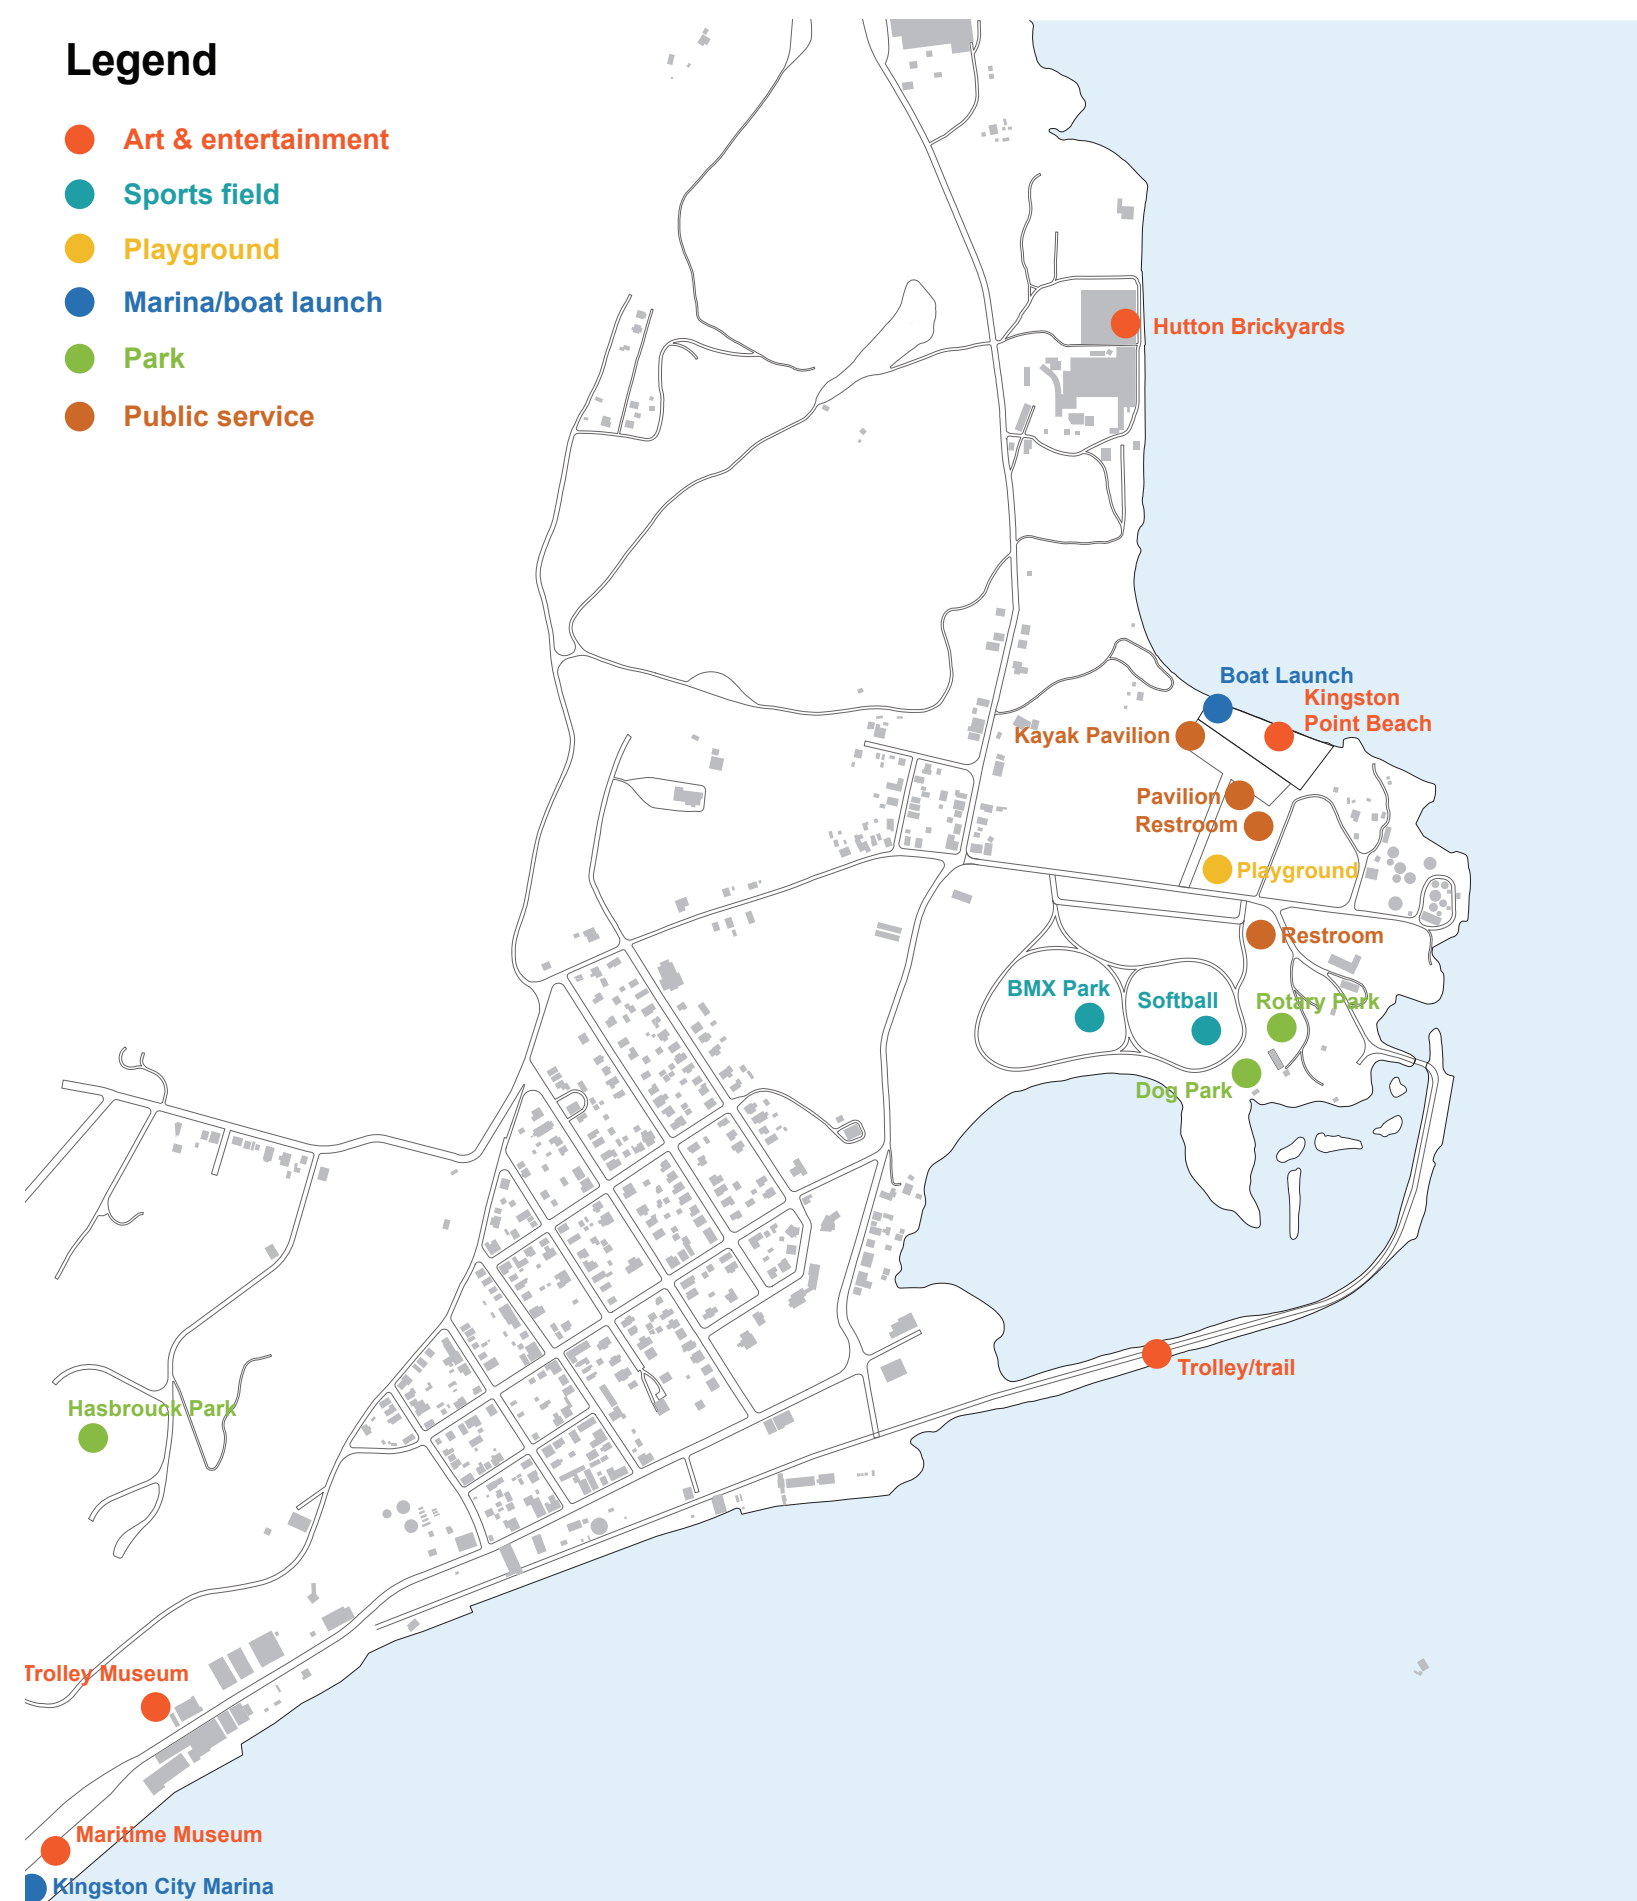 Legend
Art & entertainment
Sports field
Playground
Marina/boat launch
Park
Public service
Hutton Brickyards
Boat Launch
Kingston
Point Beach
Kayak Pavilion
Pavilion
Restroom
Playground
Restroom
BMX Park
Softball
Rotary Park
Dog Park
Trolley/trail
Hasbrouck Park
Trolley Museum
Maritime Museum
Kingston City Marina